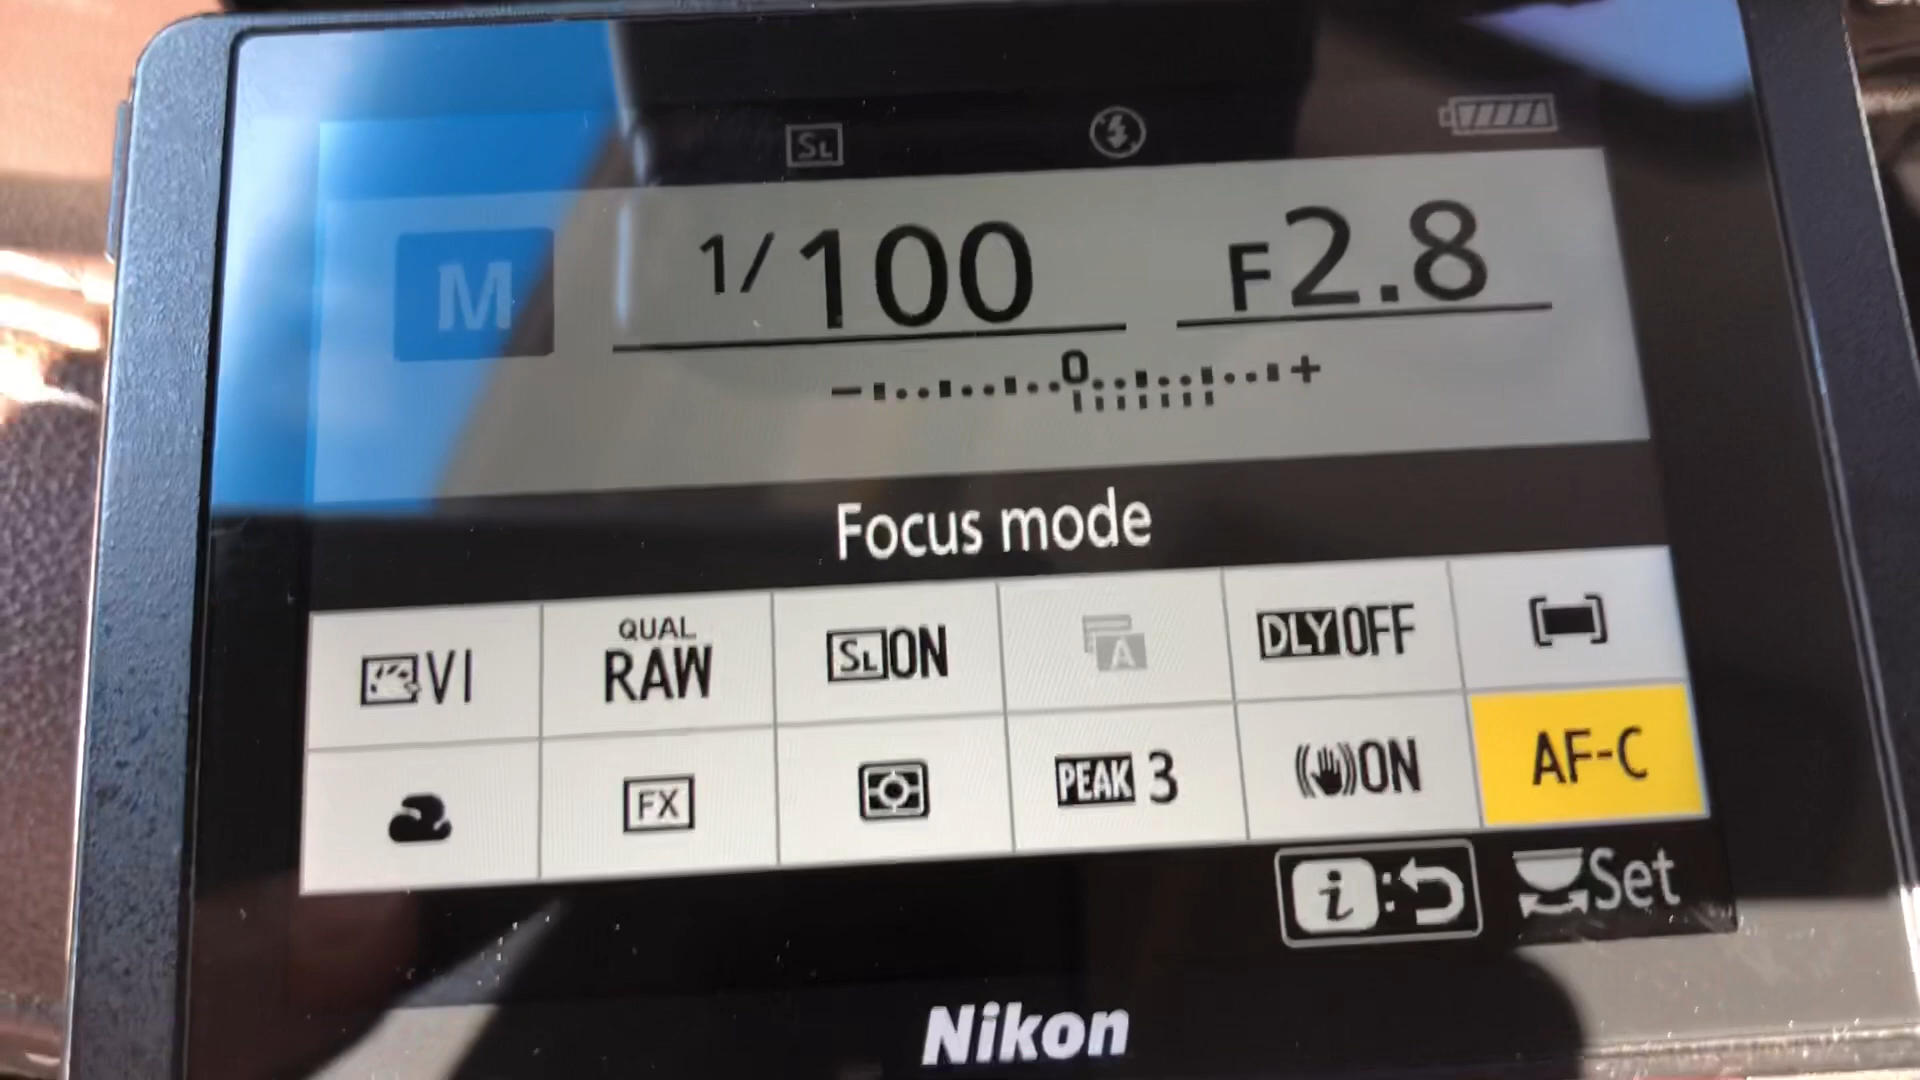 SL
M 1/100 F2.8
- 0 +
Focus mode
VI QUAL RAW SL ON A DLY OFF
FX PEAK 3 ON AF-C
i: Set
Nikon